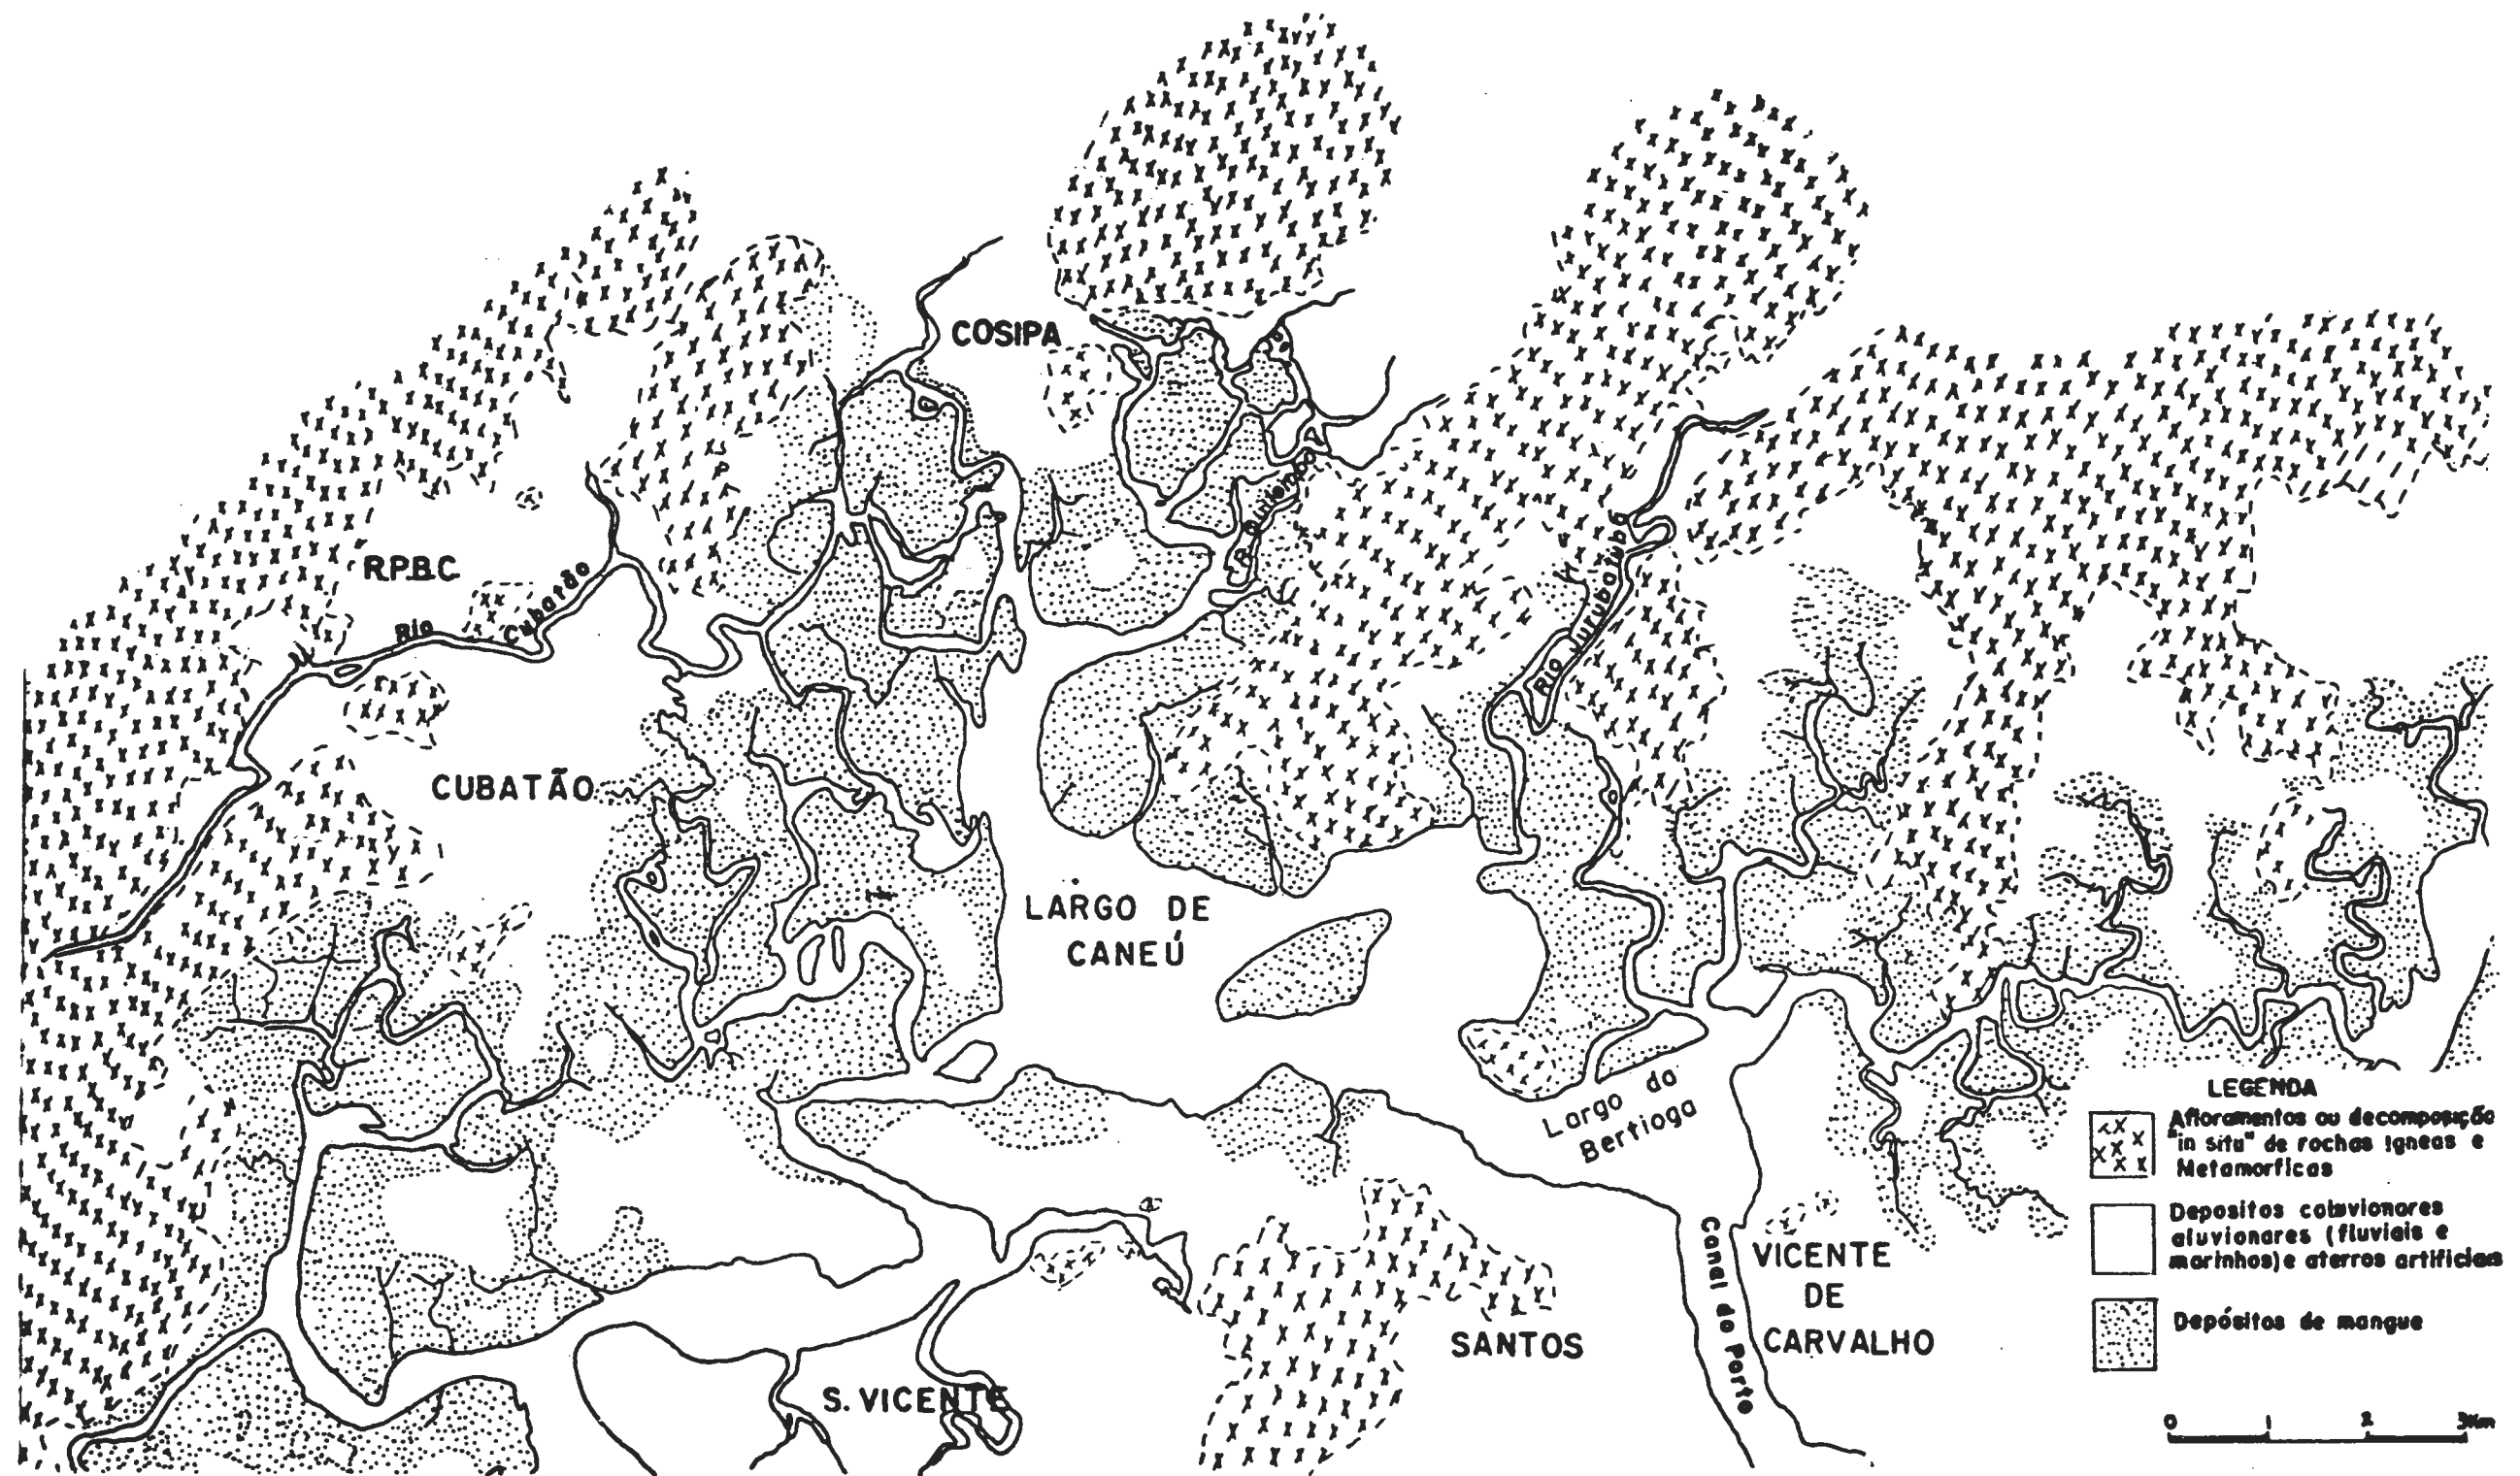 COSIPA
R. Quilombo
R.P.B.C.
Rio Cubatão
Rio Jurubatuba
CUBATÃO
LARGO DE
CANEÚ
Largo da
Bertioga
Canal do Porto
VICENTE
DE
CARVALHO
SANTOS
S. VICENTE
LEGENDA
Afloramentos ou decomposição
"in situ" de rochas Igneas e
Metamorficas
Depositos coluvionares
aluvionares (fluviais e
marinhos) e aterros artificiais
Depósitos de mangue
0 1 2 3Km